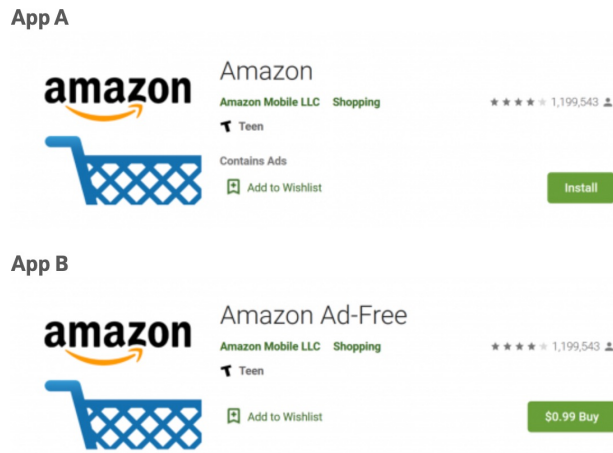 App A
amazon
Amazon
Amazon Mobile LLC Shopping
1,199,543
T Teen
Contains Ads
Add to Wishlist
Install
App B
amazon
Amazon Ad-Free
Amazon Mobile LLC Shopping
1,199,543
T Teen
Add to Wishlist
$0.99 Buy